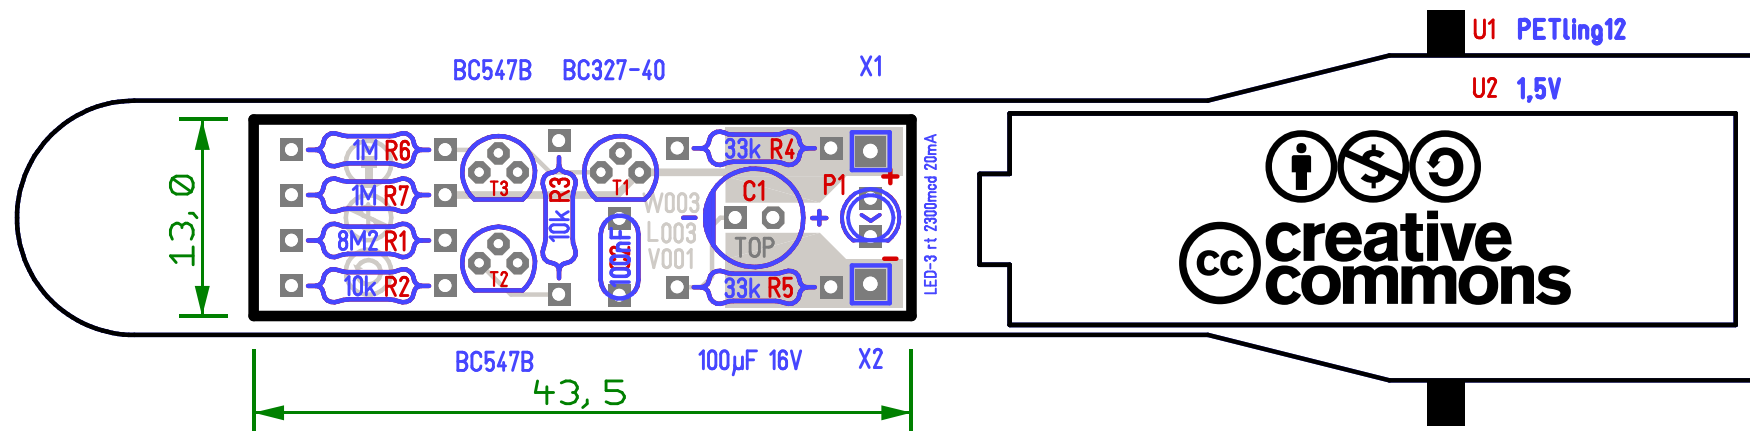 U1 PETling12
BC547B BC327-40 X1
U2 1,5V
1M R6
33k R4
T3
T1
1M R7
R3
10k
C1
P1
+
W003
L003
V001
- +
TOP
8M2 R1
10k R2
T2
100nF
33k R5
-
LED-3 rt 2300mcd 20mA
13,0
cc creative
commons
BC547B 100µF 16V X2
43,5